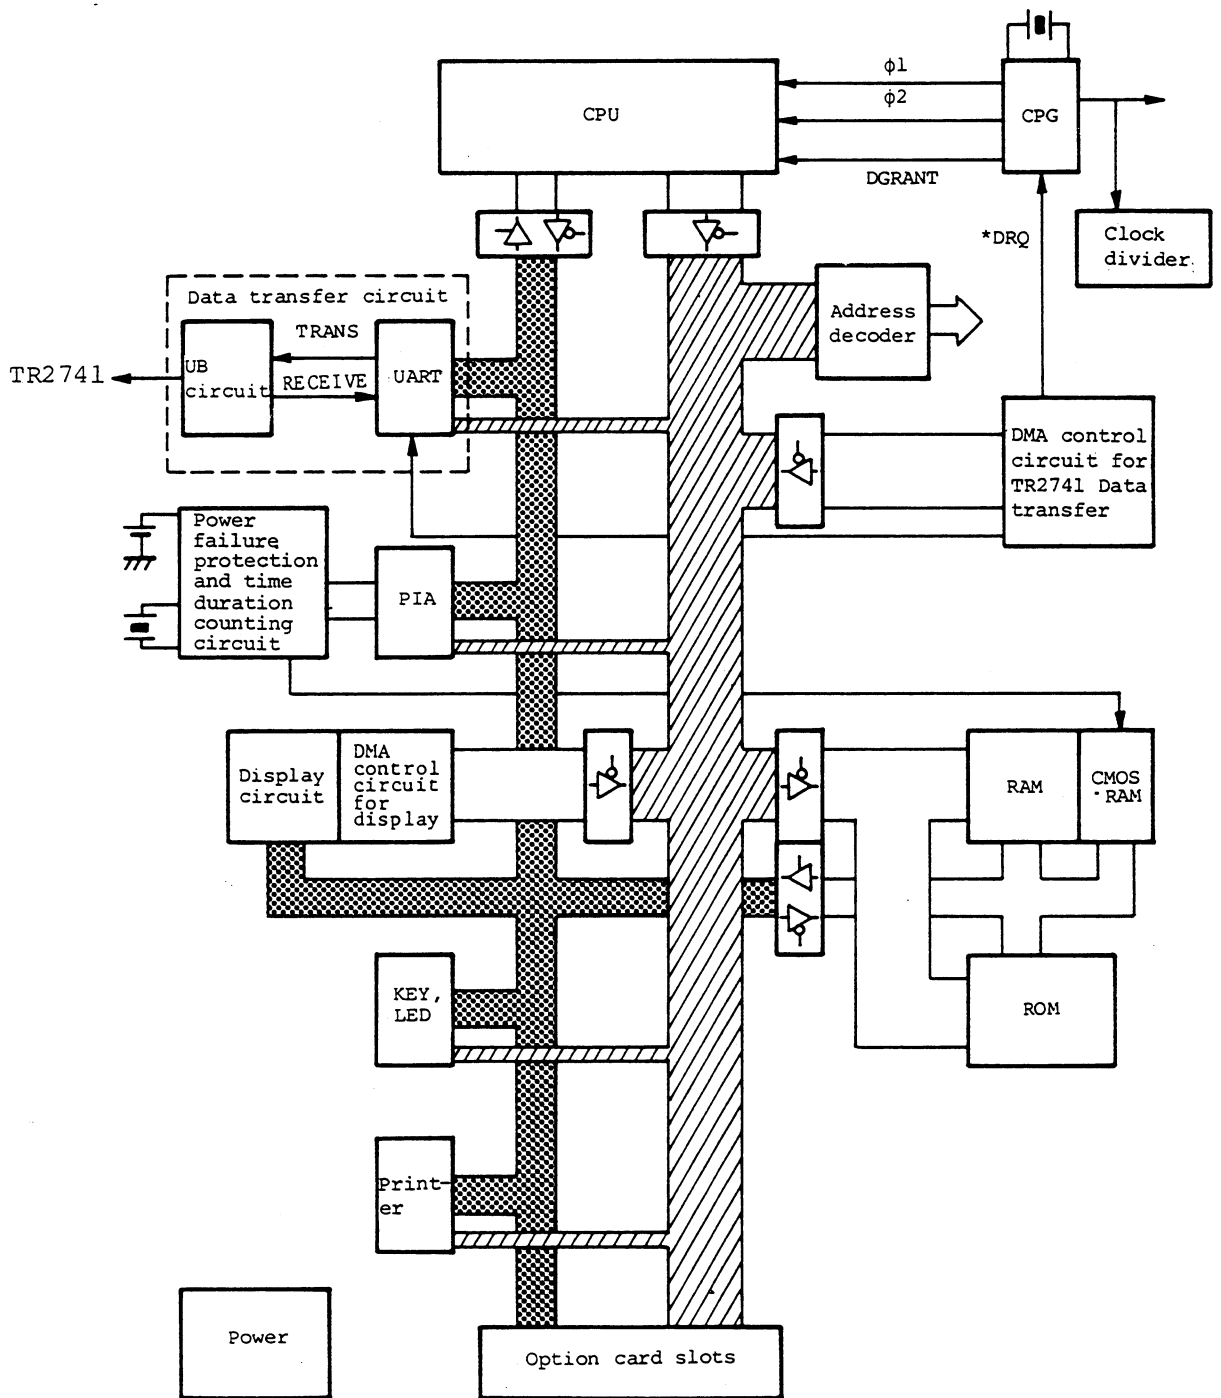 CPU
ϕ1
ϕ2
DGRANT
CPG
*DRQ
Clock
divider
Data transfer circuit
TR2741
UB
circuit
TRANS
RECEIVE
UART
Address
decoder
DMA control
circuit for
TR2741 Data
transfer
Power
failure
protection
and time
duration
counting
circuit
PIA
Display
circuit
DMA
control
circuit
for
display
RAM
CMOS
RAM
KEY,
LED
ROM
Print-
er
Power
Option card slots